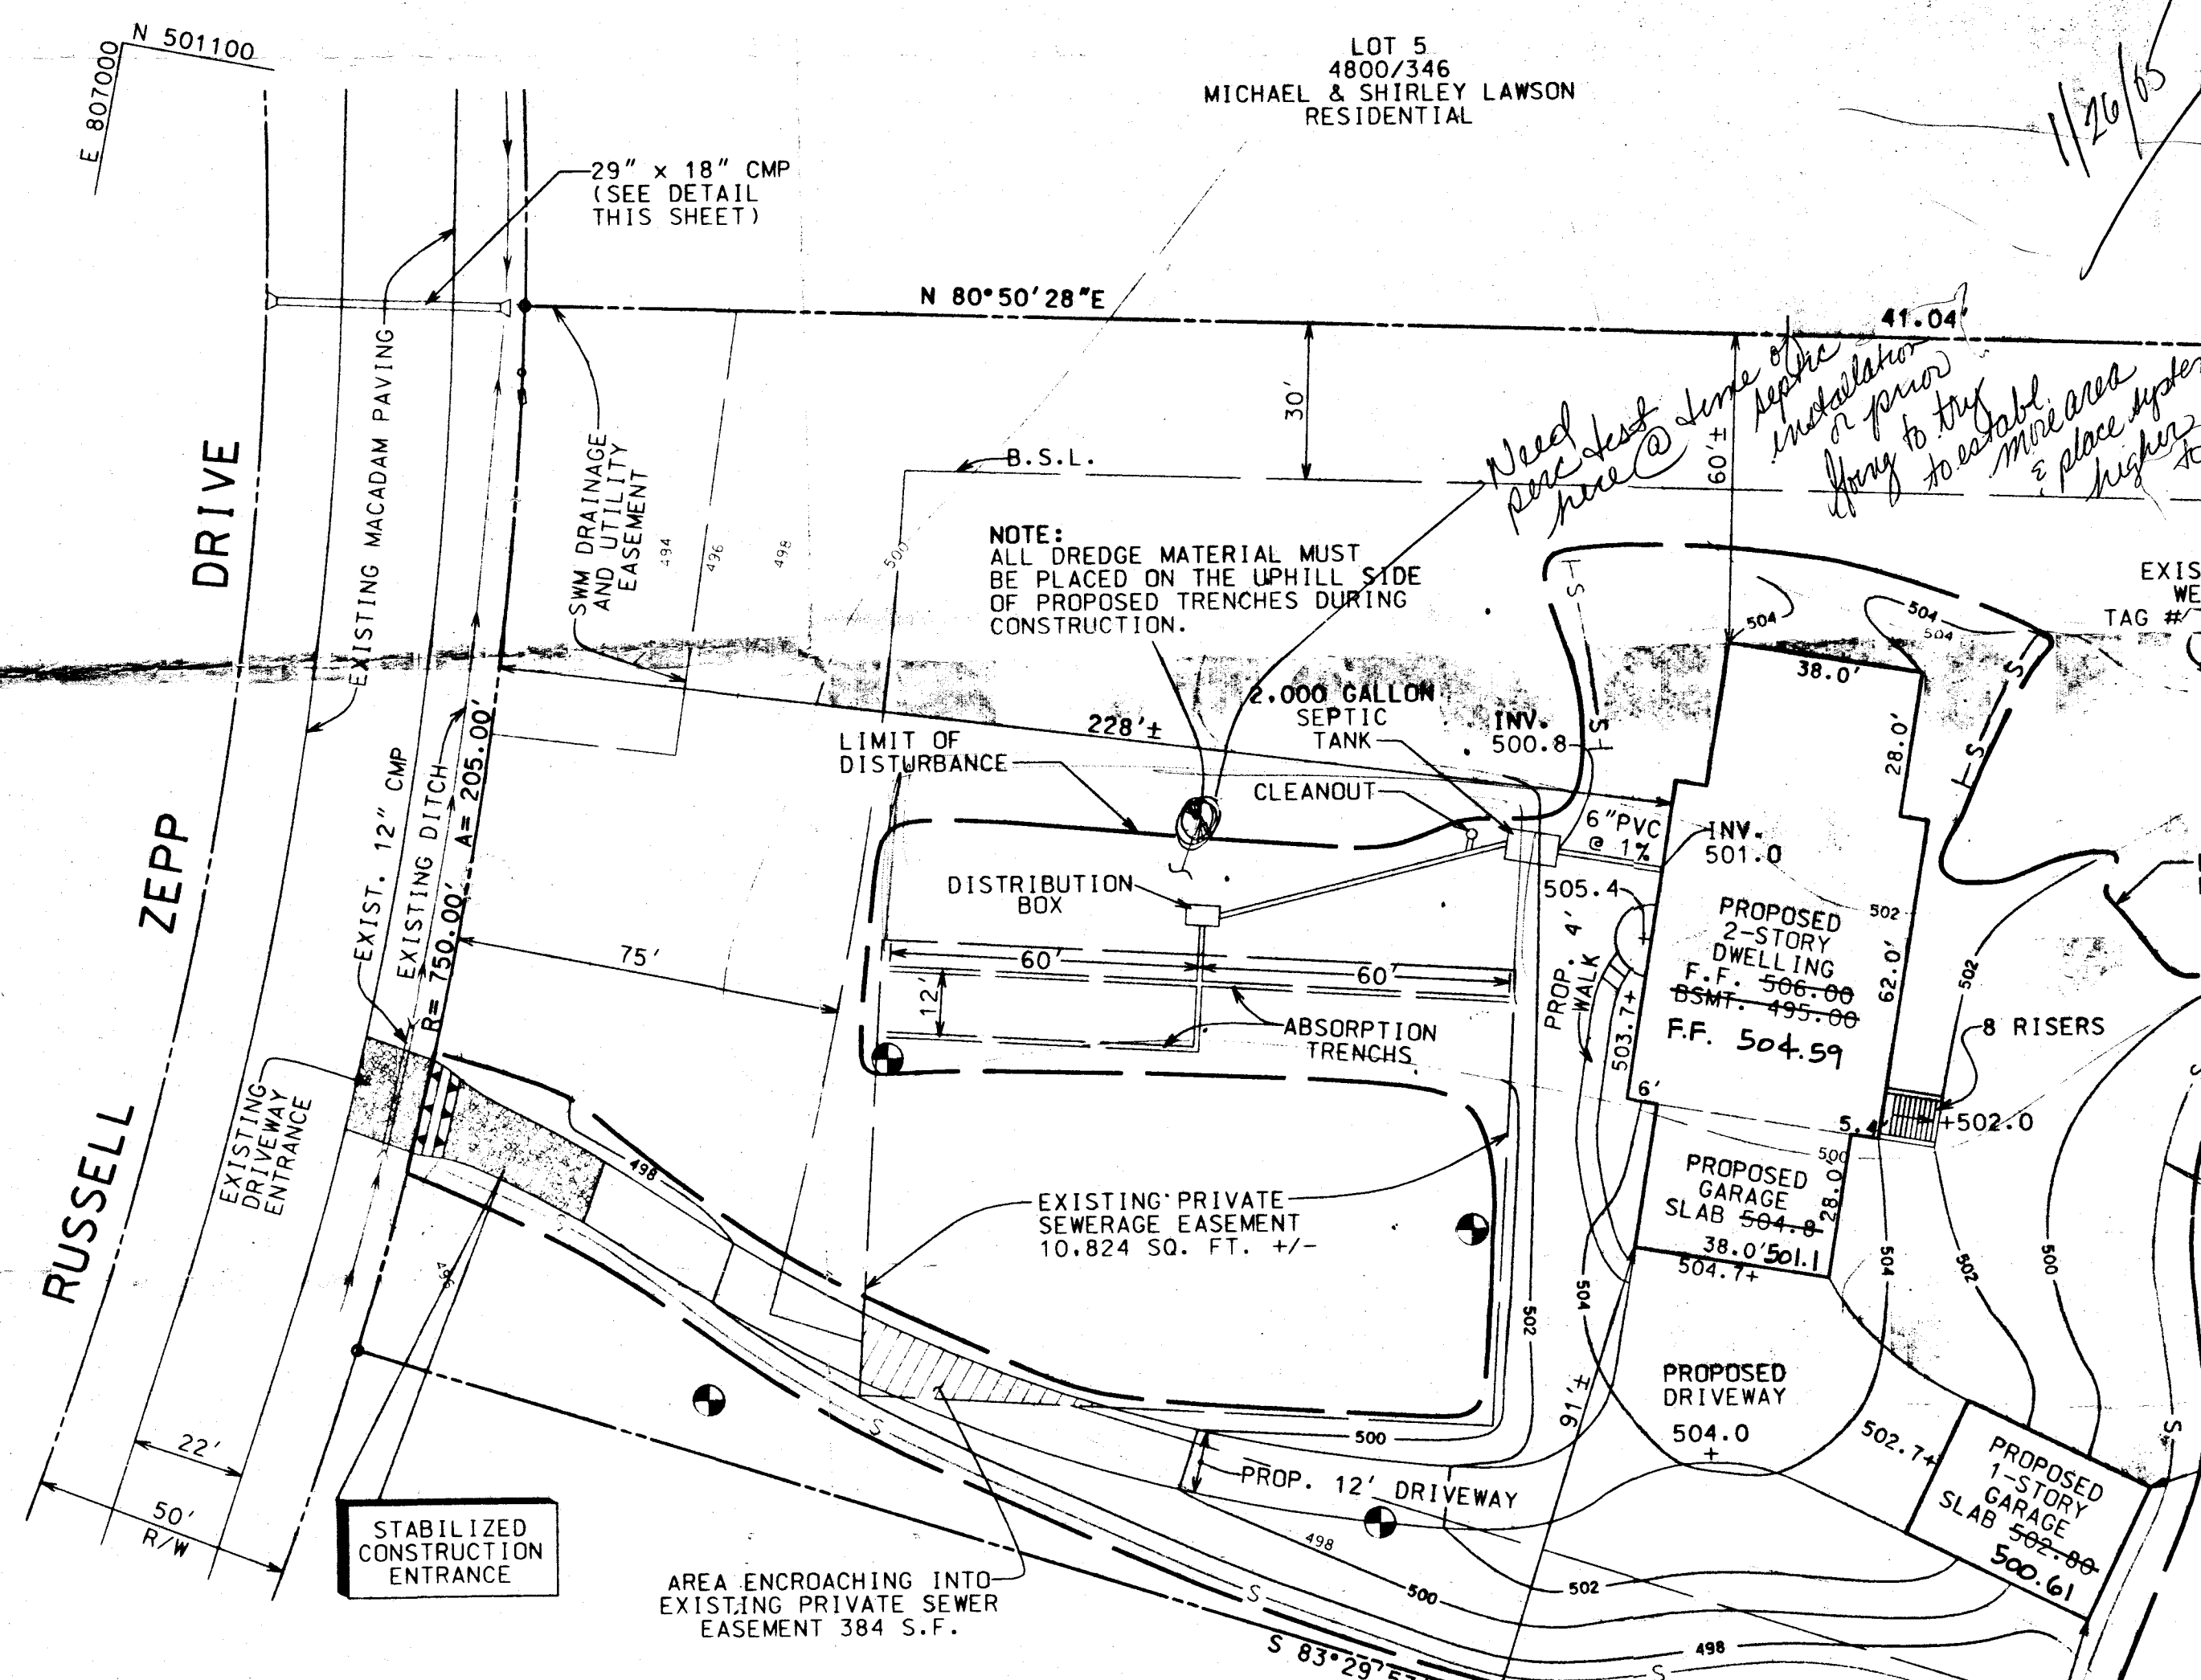 N 501100
E 807000
LOT 5
4800/346
MICHAEL & SHIRLEY LAWSON
RESIDENTIAL
1/26/05
29" x 18" CMP
(SEE DETAIL
THIS SHEET)
N 80°50'28"E
41.04'
30'
60'±
B.S.L.
Need
perc test
here @ time of
septic
installation
or prior
to try
to establ.
more area
& place system
higher
RUSSELL ZEPP DRIVE
EXISTING MACADAM PAVING
SWM DRAINAGE
AND UTILITY
EASEMENT
494
496
498
500
NOTE:
ALL DREDGE MATERIAL MUST
BE PLACED ON THE UPHILL SIDE
OF PROPOSED TRENCHES DURING
CONSTRUCTION.
EXIS
WE
TAG #
504
504
504
S
S
S
S
38.0'
28.0'
228'±
2.000 GALLON
SEPTIC
TANK
INV.
500.8
LIMIT OF
DISTURBANCE
CLEANOUT
6"PVC
@ 1%
INV.
501.0
505.4
EXIST. 12" CMP
EXISTING DITCH
R= 750.00' A= 205.00'
DISTRIBUTION
BOX
75'
60'
60'
12'
ABSORPTION
TRENCHS
PROP. 4'
WALK
503.7+
PROPOSED
2-STORY
DWELLING
F.F. 506.00
BSMT. 495.00
F.F. 504.59
502
62.0'
502
8 RISERS
+502.0
6'
5.4'
500
EXISTING
DRIVEWAY
ENTRANCE
498
496
EXISTING PRIVATE
SEWERAGE EASEMENT
10.824 SQ. FT. +/-
PROPOSED
GARAGE
SLAB 504.8
28.0'
38.0' 501.1
504.7+
504
502
500
502
504
91'±
PROPOSED
DRIVEWAY
504.0
+
502.7+
PROPOSED
1-STORY
GARAGE
SLAB 502.80
500.61
S
500
PROP. 12' DRIVEWAY
498
500
502
498
S
S
S
22'
50'
R/W
STABILIZED
CONSTRUCTION
ENTRANCE
AREA ENCROACHING INTO
EXISTING PRIVATE SEWER
EASEMENT 384 S.F.
S 83°29'57